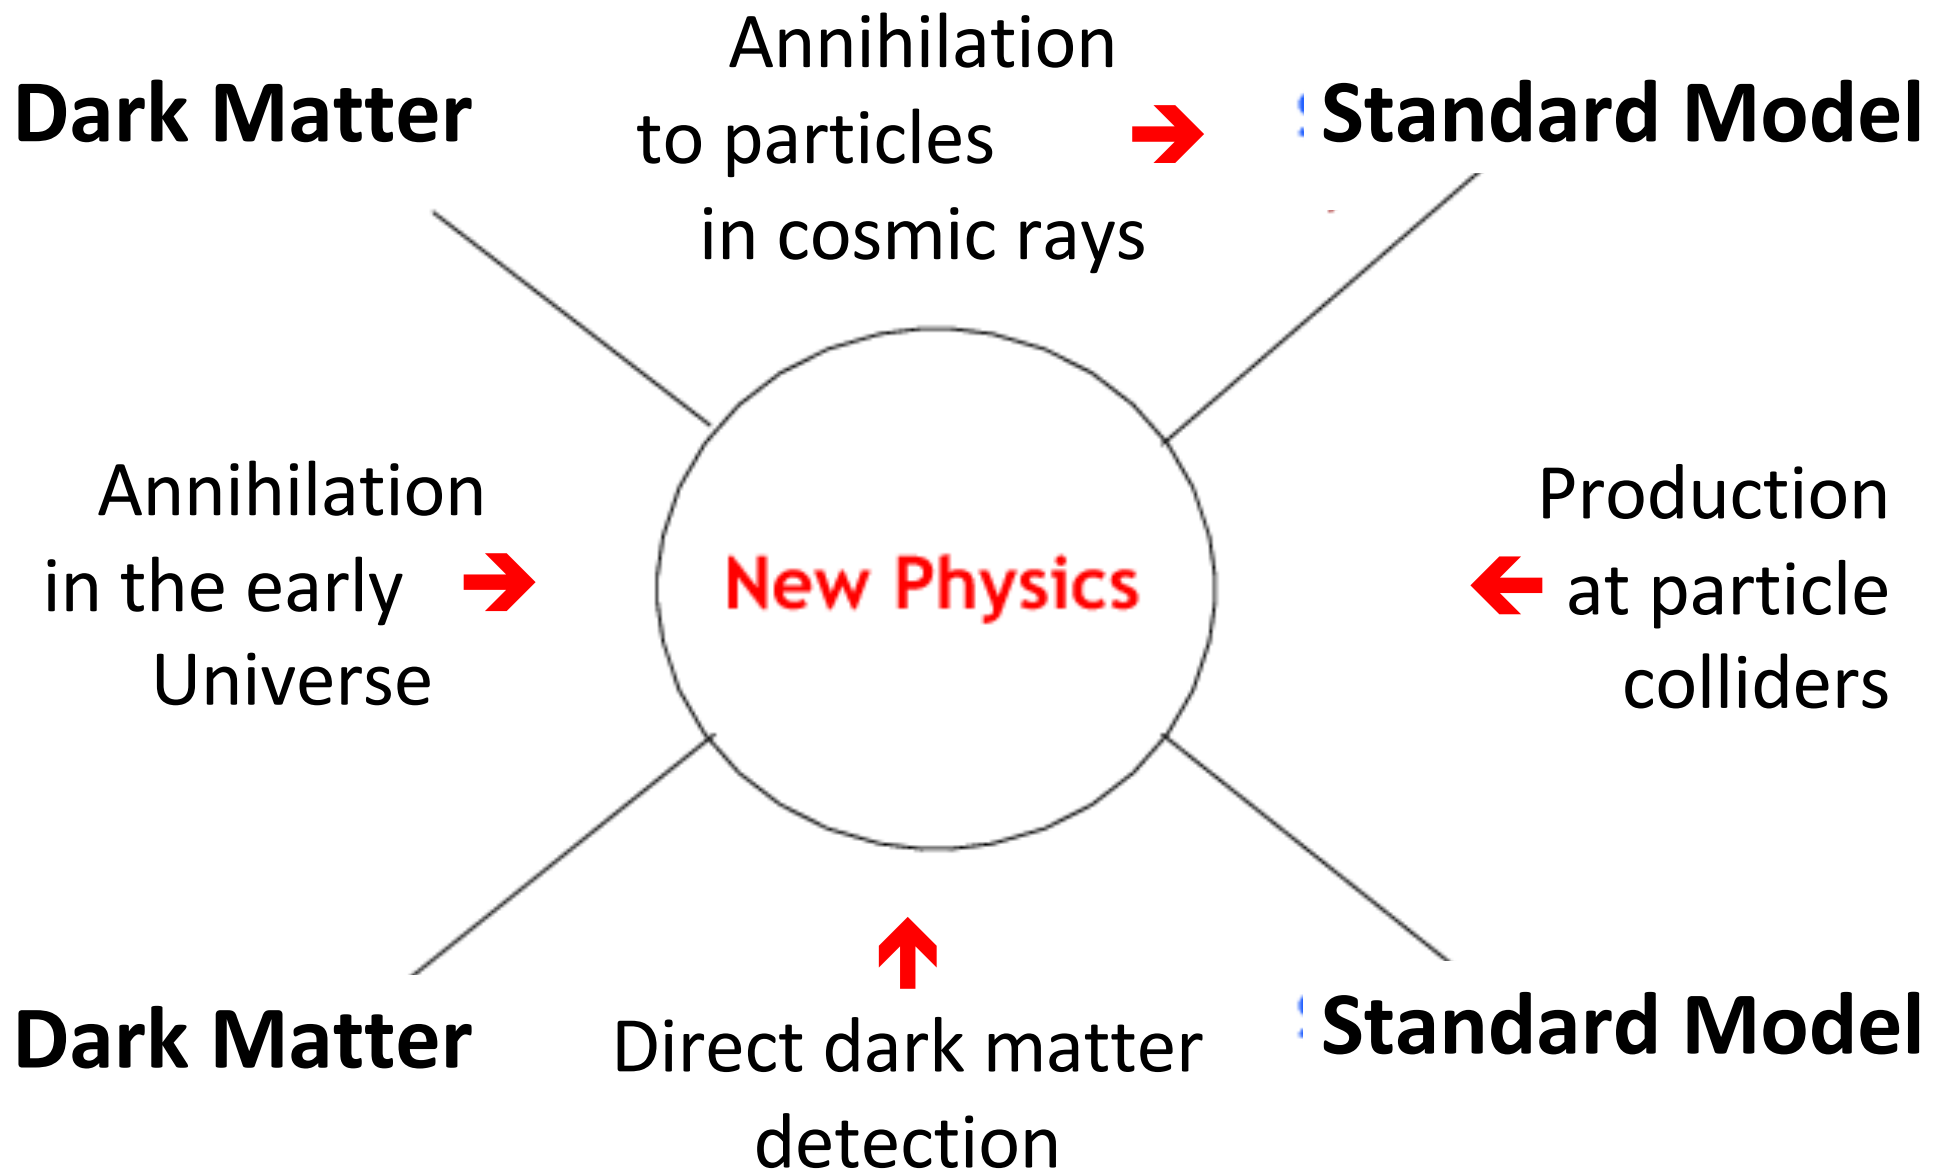 Dark Matter
Annihilation
to particles
in cosmic rays
Standard Model
Annihilation
in the early
Universe
New Physics
Production
at particle
colliders
Dark Matter
Direct dark matter
detection
Standard Model